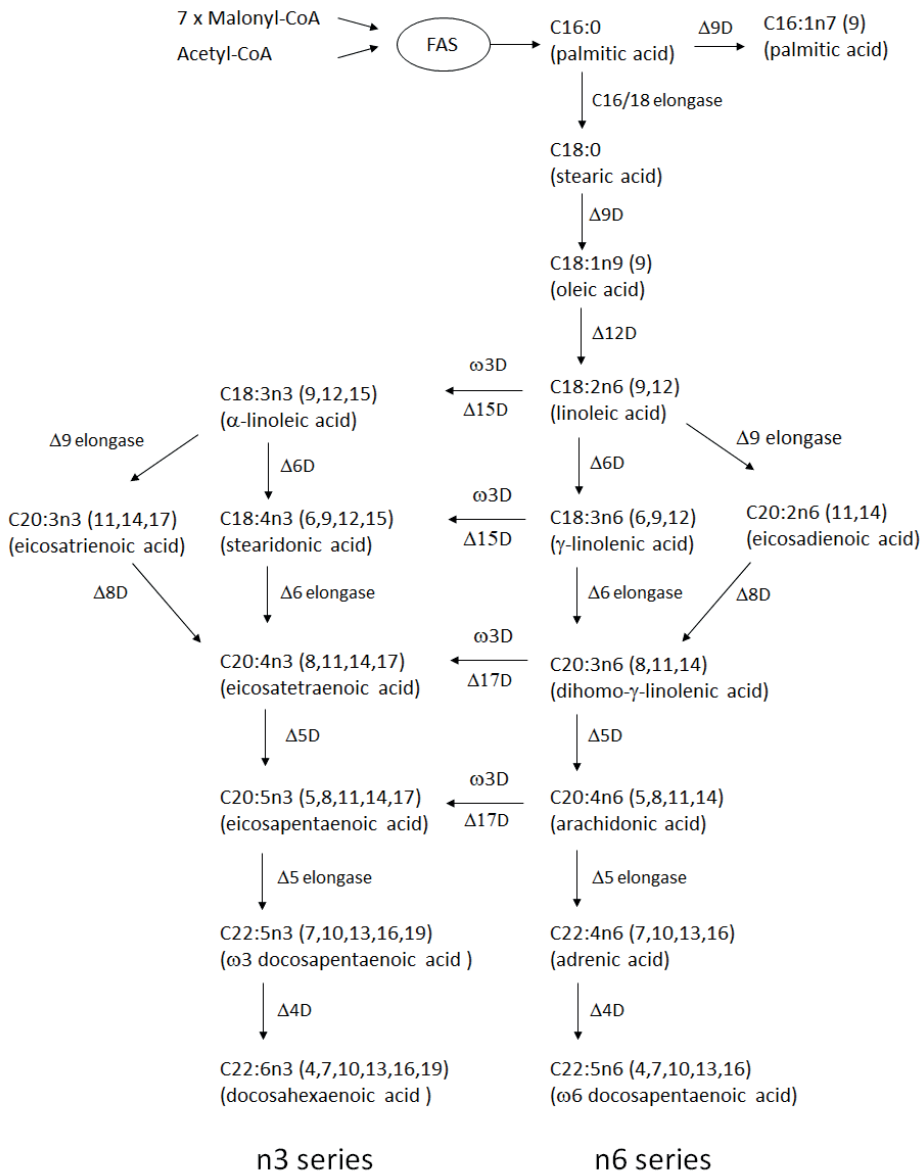 7 x Malonyl-CoA
Acetyl-CoA
FAS
C16:0
(palmitic acid)
Δ9D
C16:1n7 (9)
(palmitic acid)
C16/18 elongase
C18:0
(stearic acid)
Δ9D
C18:1n9 (9)
(oleic acid)
Δ12D
C18:3n3 (9,12,15)
(α-linoleic acid)
ω3D
Δ15D
C18:2n6 (9,12)
(linoleic acid)
Δ9 elongase
Δ6D
Δ6D
Δ9 elongase
C20:3n3 (11,14,17)
(eicosatrienoic acid)
C18:4n3 (6,9,12,15)
(stearidonic acid)
ω3D
Δ15D
C18:3n6 (6,9,12)
(γ-linolenic acid)
C20:2n6 (11,14)
(eicosadienoic acid)
Δ8D
Δ6 elongase
Δ6 elongase
Δ8D
C20:4n3 (8,11,14,17)
(eicosatetraenoic acid)
ω3D
Δ17D
C20:3n6 (8,11,14)
(dihomo-γ-linolenic acid)
Δ5D
Δ5D
C20:5n3 (5,8,11,14,17)
(eicosapentaenoic acid)
ω3D
Δ17D
C20:4n6 (5,8,11,14)
(arachidonic acid)
Δ5 elongase
Δ5 elongase
C22:5n3 (7,10,13,16,19)
(ω3 docosapentaenoic acid )
C22:4n6 (7,10,13,16)
(adrenic acid)
Δ4D
Δ4D
C22:6n3 (4,7,10,13,16,19)
(docosahexaenoic acid )
C22:5n6 (4,7,10,13,16)
(ω6 docosapentaenoic acid)
n3 series
n6 series